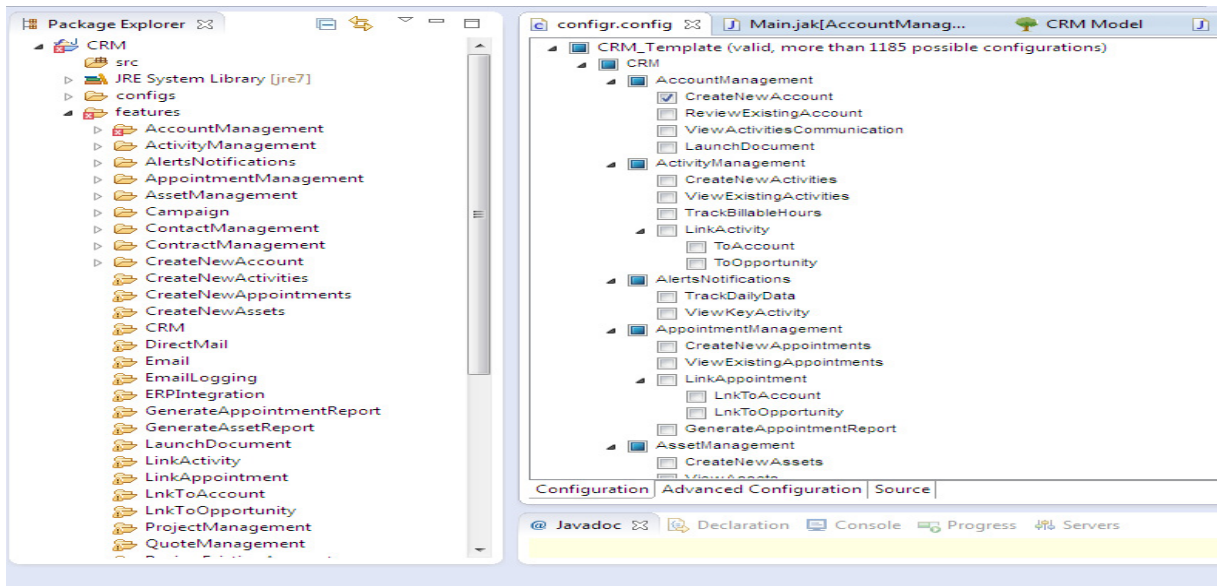 Package Explorer
CRM
src
JRE System Library [jre7]
configs
features
AccountManagement
ActivityManagement
AlertsNotifications
AppointmentManagement
AssetManagement
Campaign
ContactManagement
ContractManagement
CreateNewAccount
CreateNewActivities
CreateNewAppointments
CreateNewAssets
CRM
DirectMail
Email
EmailLogging
ERPIntegration
GenerateAppointmentReport
GenerateAssetReport
LaunchDocument
LinkActivity
LinkAppointment
LnkToAccount
LnkToOpportunity
ProjectManagement
QuoteManagement
configr.config Main.jak[AccountManag... CRM Model
CRM_Template (valid, more than 1185 possible configurations)
CRM
AccountManagement
CreateNewAccount
ReviewExistingAccount
ViewActivitiesCommunication
LaunchDocument
ActivityManagement
CreateNewActivities
ViewExistingActivities
TrackBillableHours
LinkActivity
ToAccount
ToOpportunity
AlertsNotifications
TrackDailyData
ViewKeyActivity
AppointmentManagement
CreateNewAppointments
ViewExistingAppointments
LinkAppointment
LnkToAccount
LnkToOpportunity
GenerateAppointmentReport
AssetManagement
CreateNewAssets
Configuration Advanced Configuration Source
@ Javadoc Declaration Console Progress Servers